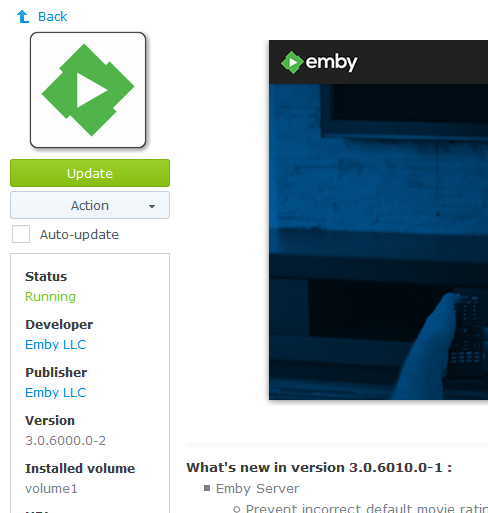 Back
Update
Action
Auto-update
Status
Running
Developer
Emby LLC
Publisher
Emby LLC
Version
3.0.6000.0-2
Installed volume
volume1
emby
What's new in version 3.0.6010.0-1 :
Emby Server
Prevent incorrect default movie